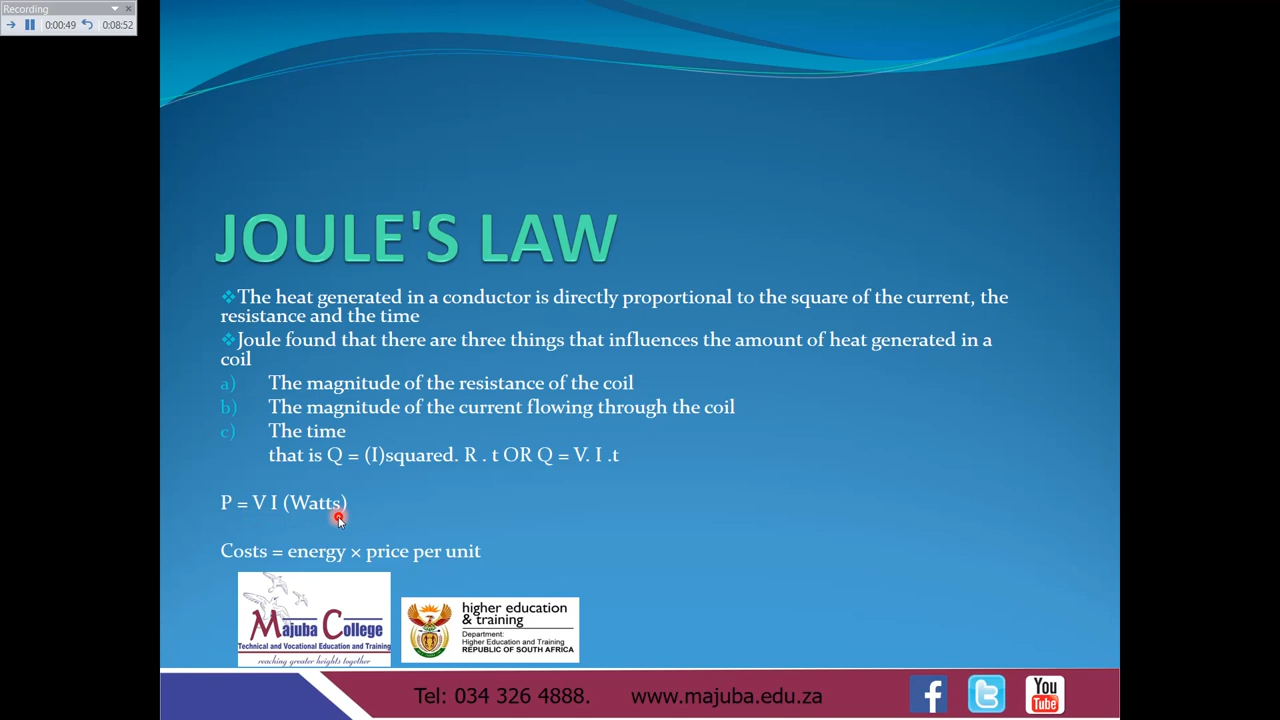 Recording
0:00:49
0:08:52
JOULE'S LAW
❖The heat generated in a conductor is directly proportional to the square of the current, the
resistance and the time
❖Joule found that there are three things that influences the amount of heat generated in a
coil
a) The magnitude of the resistance of the coil
b) The magnitude of the current flowing through the coil
c) The time
that is Q = (I)squared. R . t OR Q = V. I .t
P = V I (Watts)
Costs = energy × price per unit
Majuba College
Technical and Vocational Education and Training
reaching greater heights together
higher education
& training
Department:
Higher Education and Training
REPUBLIC OF SOUTH AFRICA
Tel: 034 326 4888. www.majuba.edu.za
You
Tube